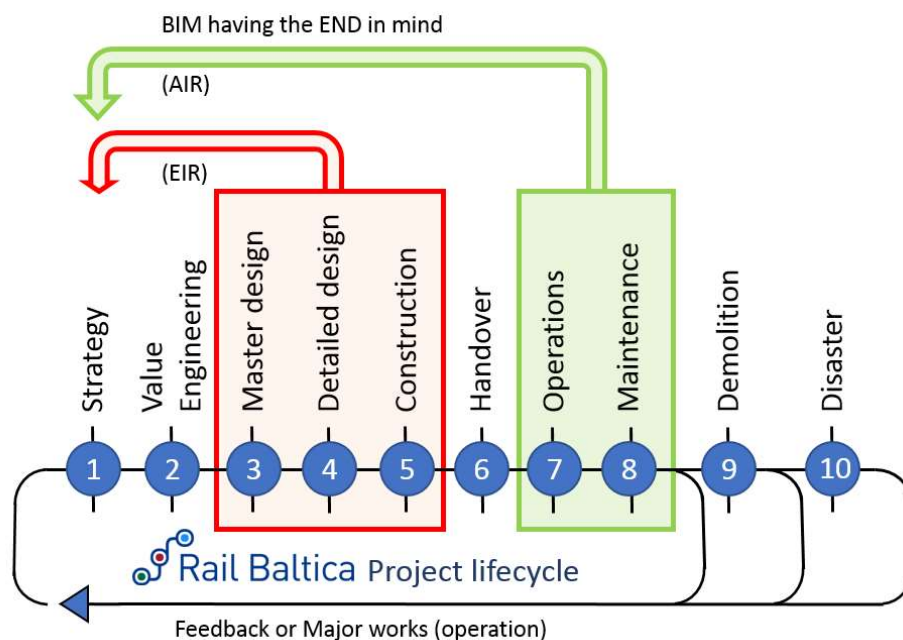 BIM having the END in mind
(AIR)
(EIR)
Strategy
Value
Engineering
Master design
Detailed design
Construction
Handover
Operations
Maintenance
Demolition
Disaster
1 2 3 4 5 6 7 8 9 10
Rail Baltica Project lifecycle
Feedback or Major works (operation)